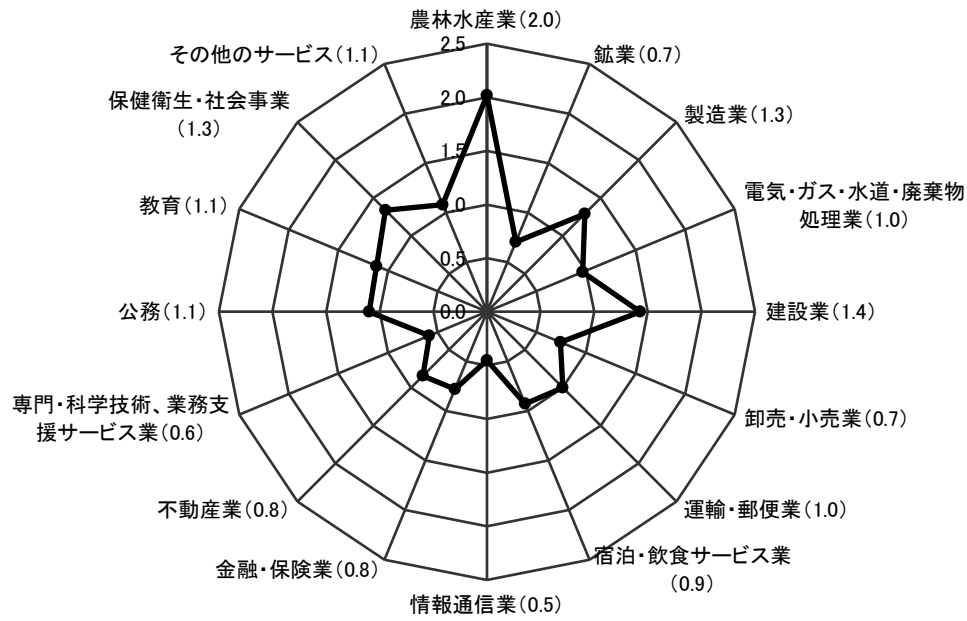 農林水産業(2.0)
鉱業(0.7)
製造業(1.3)
電気・ガス・水道・廃棄物
処理業(1.0)
建設業(1.4)
卸売・小売業(0.7)
運輸・郵便業(1.0)
宿泊・飲食サービス業
(0.9)
情報通信業(0.5)
金融・保険業(0.8)
不動産業(0.8)
専門・科学技術、業務支
援サービス業(0.6)
公務(1.1)
教育(1.1)
保健衛生・社会事業
(1.3)
その他のサービス(1.1)
2.5
2.0
1.5
1.0
0.5
0.0